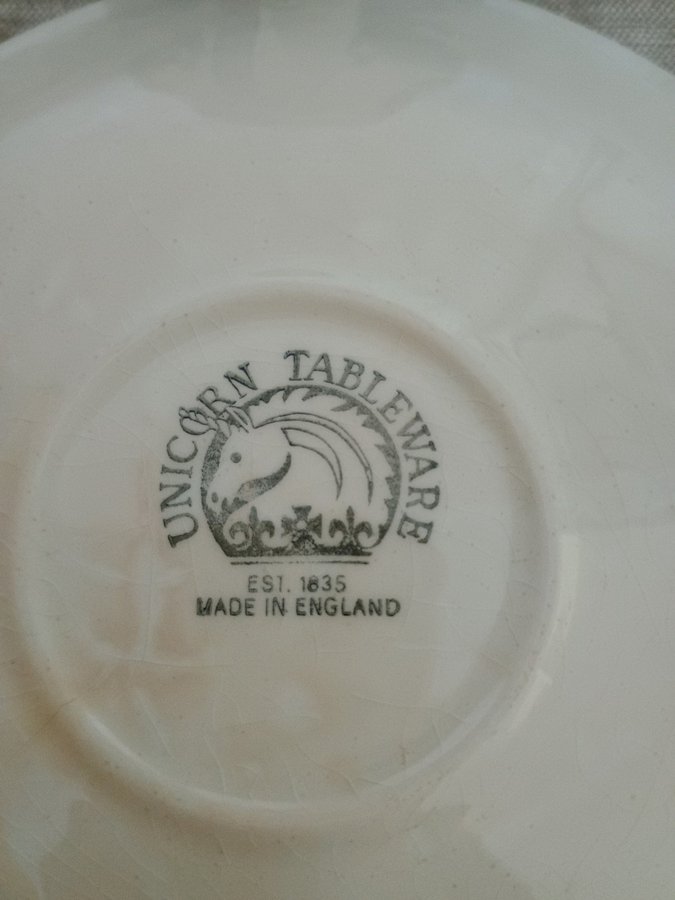 UNICORN TABLEWARE
EST. 1835
MADE IN ENGLAND